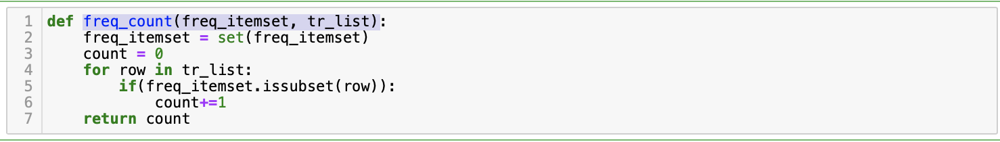 1 def freq_count(freq_itemset, tr_list):
2     freq_itemset = set(freq_itemset)
3     count = 0
4     for row in tr_list:
5         if(freq_itemset.issubset(row)):
6             count+=1
7     return count